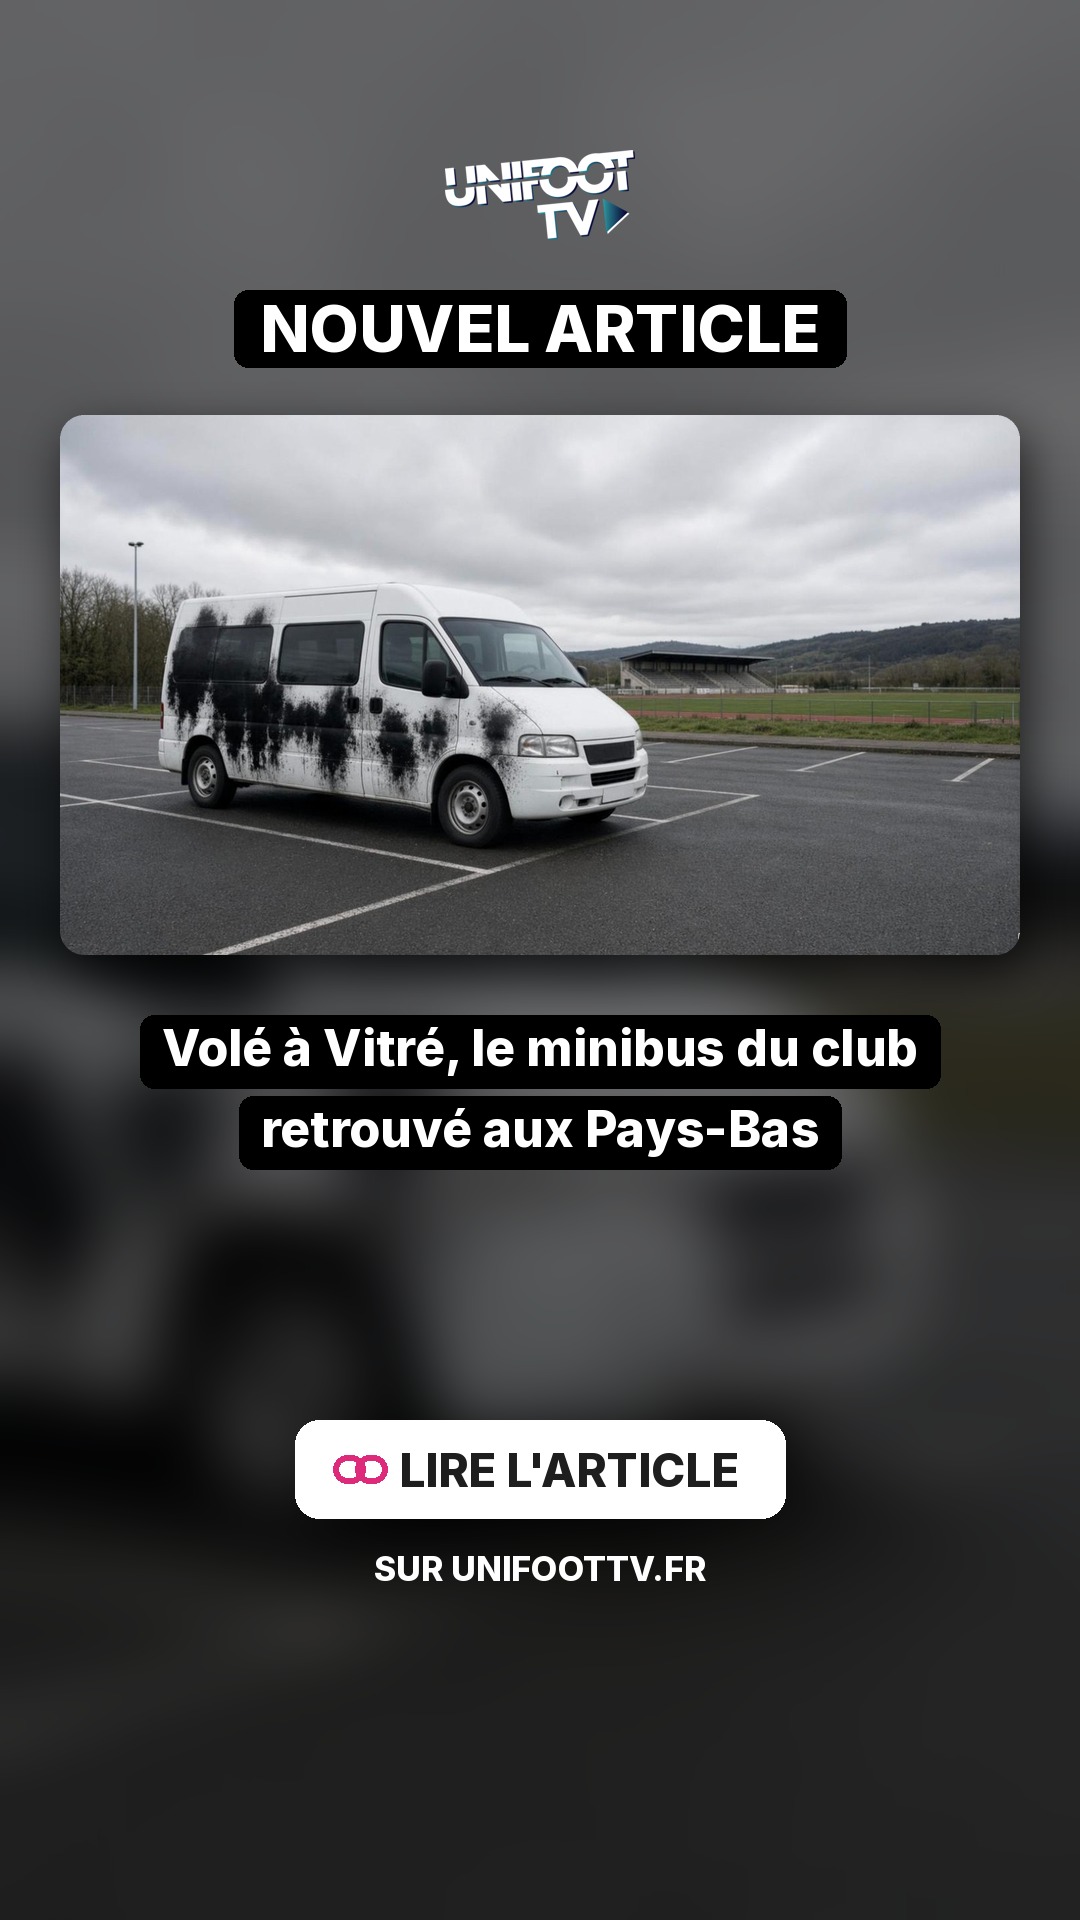 UNIFOOT
TV
NOUVEL ARTICLE
Volé à Vitré, le minibus du club
retrouvé aux Pays-Bas
LIRE L'ARTICLE
SUR UNIFOOTTV.FR